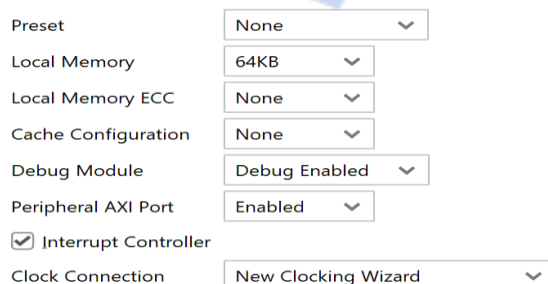 Preset None
Local Memory 64KB
Local Memory ECC None
Cache Configuration None
Debug Module Debug Enabled
Peripheral AXI Port Enabled
Interrupt Controller
Clock Connection New Clocking Wizard